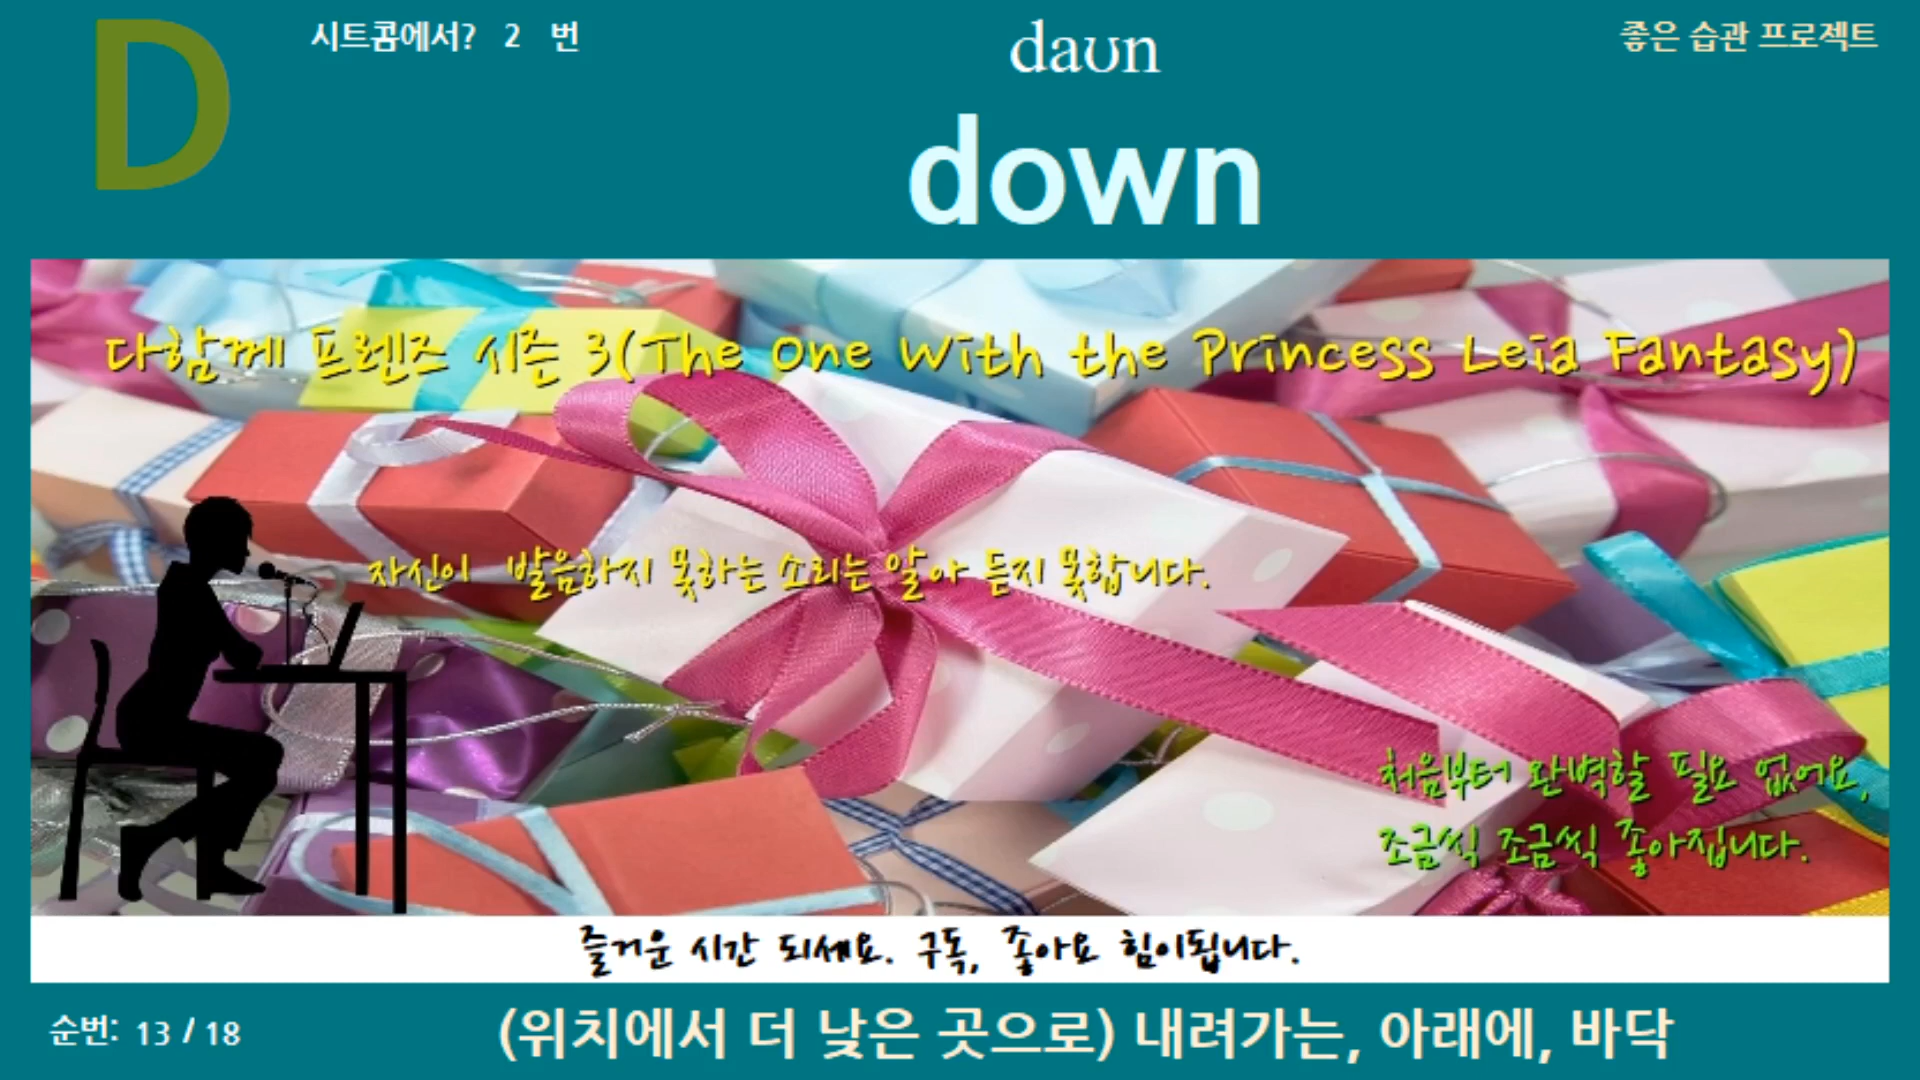 D
시트콤에서? 2 번
daʊn
좋은 습관 프로젝트
down
다함께 프렌즈 시즌 3(The One With the Princess Leia Fantasy)
자신이 발음하지 못하는 소리는 알아 듣지 못합니다.
처음부터 완벽할 필요 없어요,
조금씩 조금씩 좋아집니다.
즐거운 시간 되세요. 구독, 좋아요 힘이됩니다.
순번: 13 / 18
(위치에서 더 낮은 곳으로) 내려가는, 아래에, 바닥